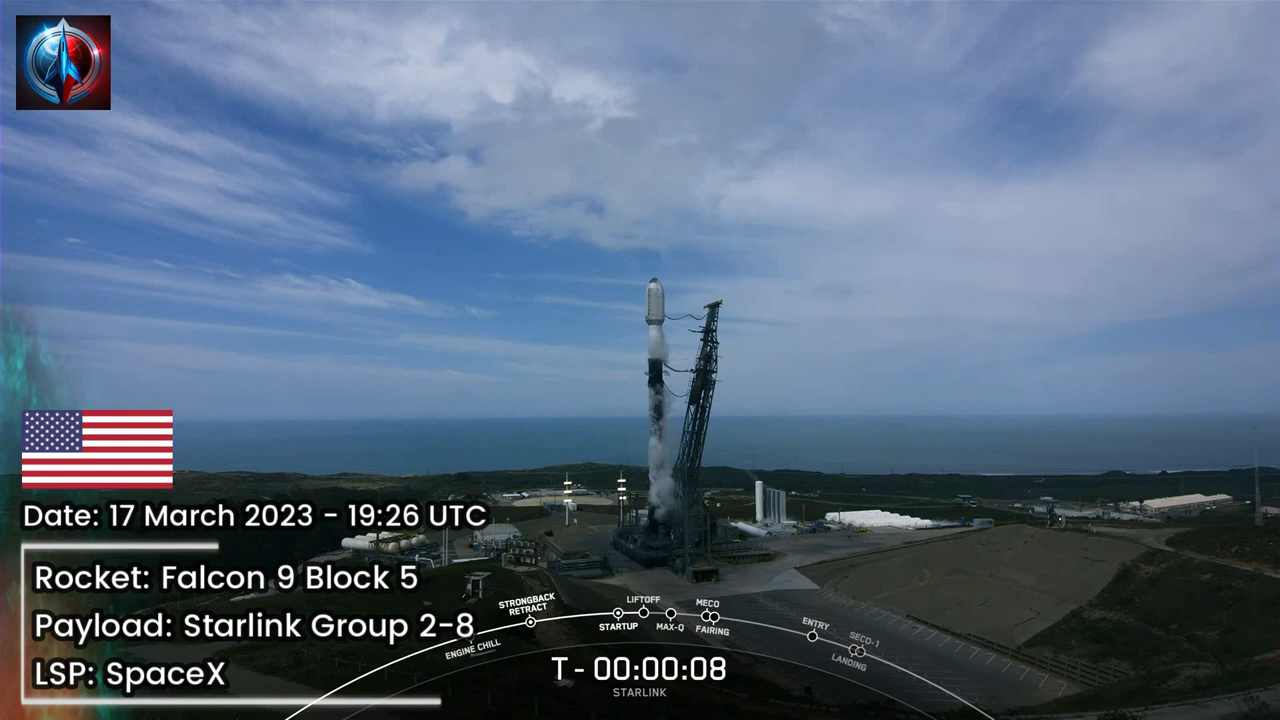 Date: 17 March 2023 - 19:26 UTC
Rocket: Falcon 9 Block 5
Payload: Starlink Group 2-8
LSP: SpaceX
ENGINE CHILL
STRONGBACK
RETRACT
STARTUP
LIFTOFF
MAX-Q
MECO
FAIRING
ENTRY
LANDING
SECO-1
T - 00:00:08
STARLINK